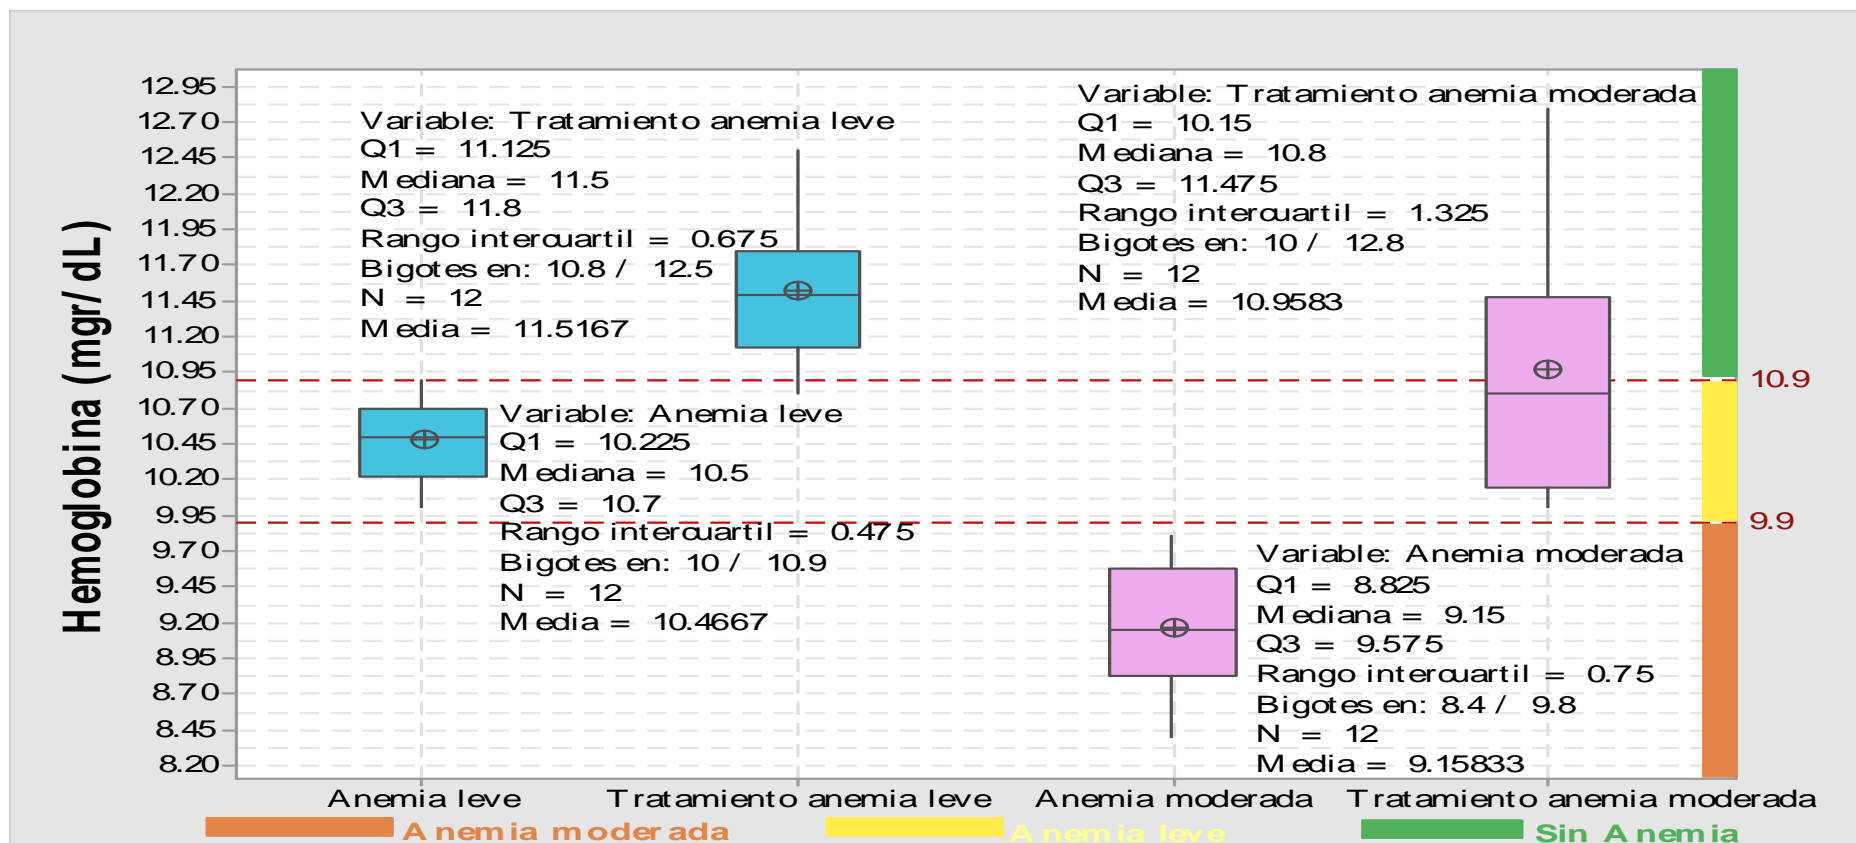 Hemoglobina (mgr/dL)
12.95
12.70
12.45
12.20
11.95
11.70
11.45
11.20
10.95
10.70
10.45
10.20
9.95
9.70
9.45
9.20
8.95
8.70
8.45
8.20
Variable: Tratamiento anemia leve
Q1 = 11.125
Mediana = 11.5
Q3 = 11.8
Rango intercuartil = 0.675
Bigotes en: 10.8 / 12.5
N = 12
Media = 11.5167
Variable: Anemia leve
Q1 = 10.225
Mediana = 10.5
Q3 = 10.7
Rango intercuartil = 0.475
Bigotes en: 10 / 10.9
N = 12
Media = 10.4667
Variable: Tratamiento anemia moderada
Q1 = 10.15
Mediana = 10.8
Q3 = 11.475
Rango intercuartil = 1.325
Bigotes en: 10 / 12.8
N = 12
Media = 10.9583
Variable: Anemia moderada
Q1 = 8.825
Mediana = 9.15
Q3 = 9.575
Rango intercuartil = 0.75
Bigotes en: 8.4 / 9.8
N = 12
Media = 9.15833
10.9
9.9
Anemia leve
Tratamiento anemia leve
Anemia moderada
Tratamiento anemia moderada
Anemia moderada
Anemia leve
Sin Anemia